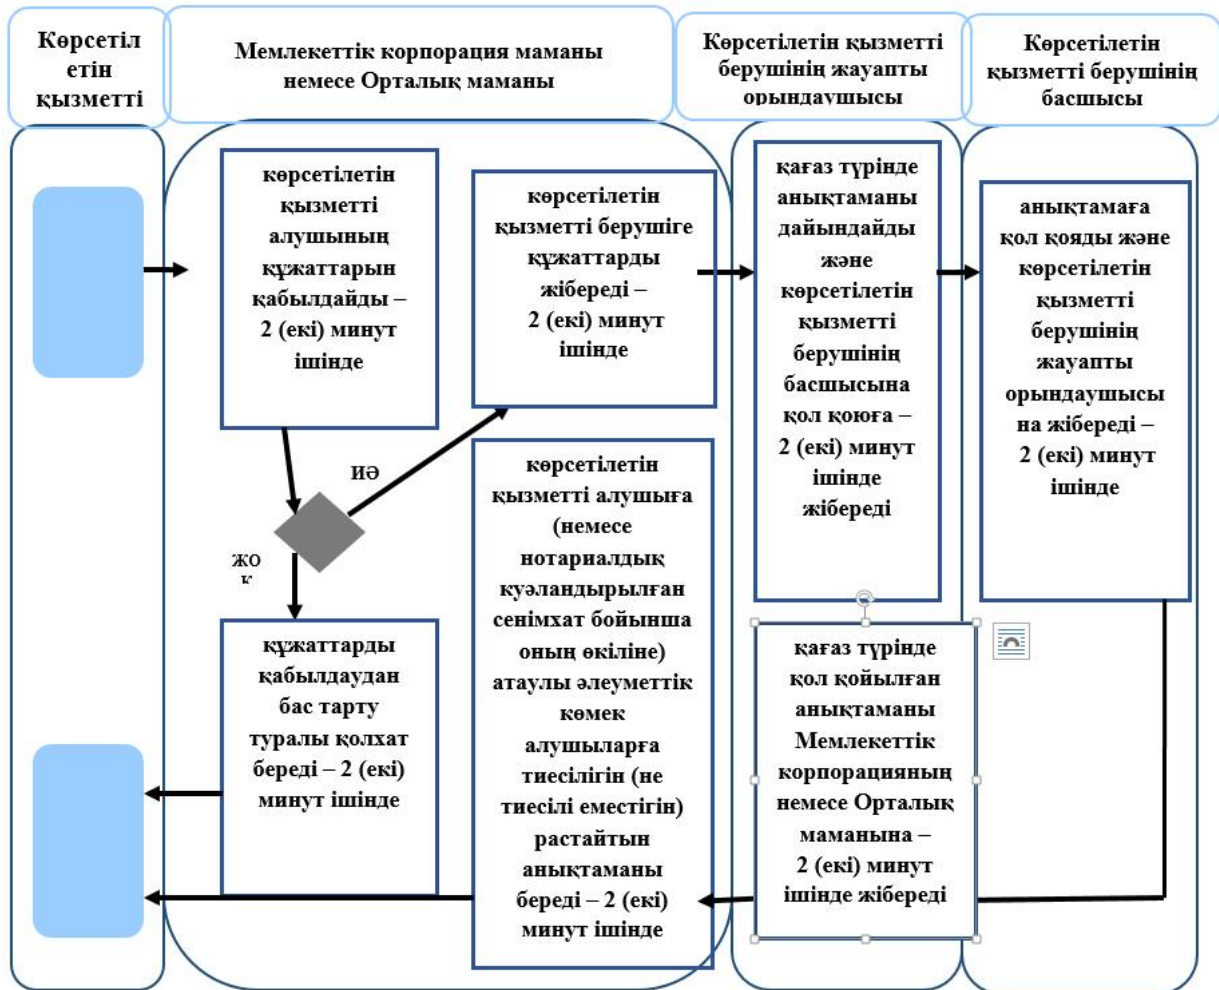 Көрсетіл
етін
қызметті
Мемлекеттік корпорация маманы
немесе Орталық маманы
Көрсетілетін қызметті
берушінің жауапты
орындаушысы
Көрсетілетін
қызметті берушінің
басшысы
көрсетілетін
қызметті
алушының
құжаттарын
қабылдайды –
2 (екі) минут
ішінде
көрсетілетін
қызметті берушіге
құжаттарды
жібереді –
2 (екі) минут
ішінде
қағаз түрінде
анықтаманы
дайындайды
және
көрсетілетін
қызметті
берушінің
басшысына
қол қоюға –
2 (екі) минут
ішінде
жібереді
анықтамаға
қол қояды және
көрсетілетін
қызметті
берушінің
жауапты
орындаушысы
на жібереді –
2 (екі) минут
ішінде
иә
жо
қ
құжаттарды
қабылдаудан
бас тарту
туралы қолхат
береді – 2 (екі)
минут ішінде
көрсетілетін
қызметті алушыға
(немесе
нотариалдық
куәландырылған
сенімхат бойынша
оның өкіліне)
атаулы әлеуметтік
көмек
алушыларға
тиесілігін (не
тиесілі еместігін)
растайтын
анықтаманы
береді – 2 (екі)
минут ішінде
қағаз түрінде
қол қойылған
анықтаманы
Мемлекеттік
корпорацияның
немесе Орталық
маманына –
2 (екі) минут
ішінде жібереді